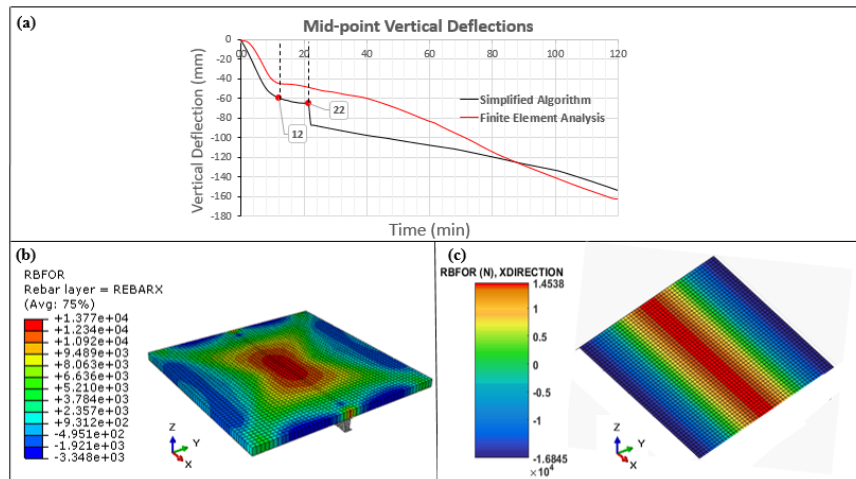 (a)
Mid-point Vertical Deflections
Vertical Deflection (mm)
0
-20
-40
-60
-80
-100
-120
-140
-160
-180
00 20 40 60 80 100 120
12
22
Simplified Algorithm
Finite Element Analysis
Time (min)
(b)
RBFOR
Rebar layer = REBARX
(Avg: 75%)
+1.377e+04
+1.234e+04
+1.092e+04
+9.489e+03
+8.063e+03
+6.636e+03
+5.210e+03
+3.784e+03
+2.357e+03
+9.312e+02
-4.951e+02
-1.921e+03
-3.348e+03
Z
Y
X
(c)
RBFOR (N), XDIRECTION
1.4538
1
0.5
0
-0.5
-1
-1.6845
×10⁴
Z
Y
X